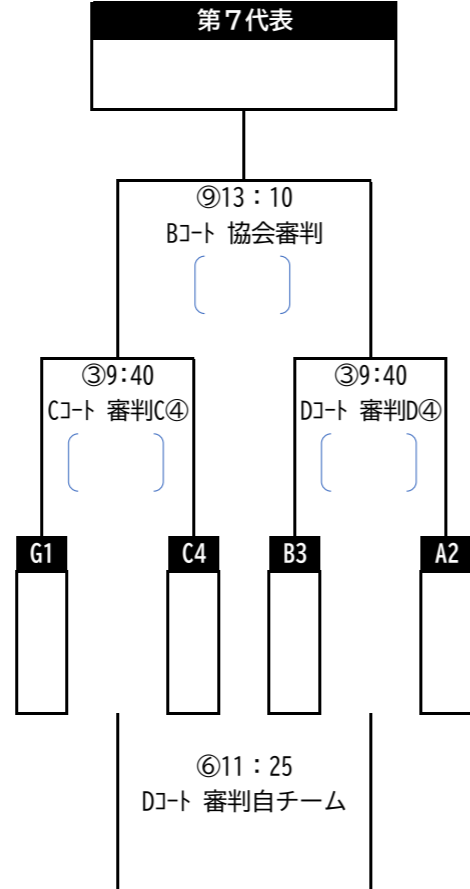 第７代表
⑨13：10
Bｺｰﾄ 協会審判
③9:40
Cｺｰﾄ 審判C④
③9:40
Dｺｰﾄ 審判D④
G1
C4
B3
A2
⑥11：25
Dｺｰﾄ 審判自チーム